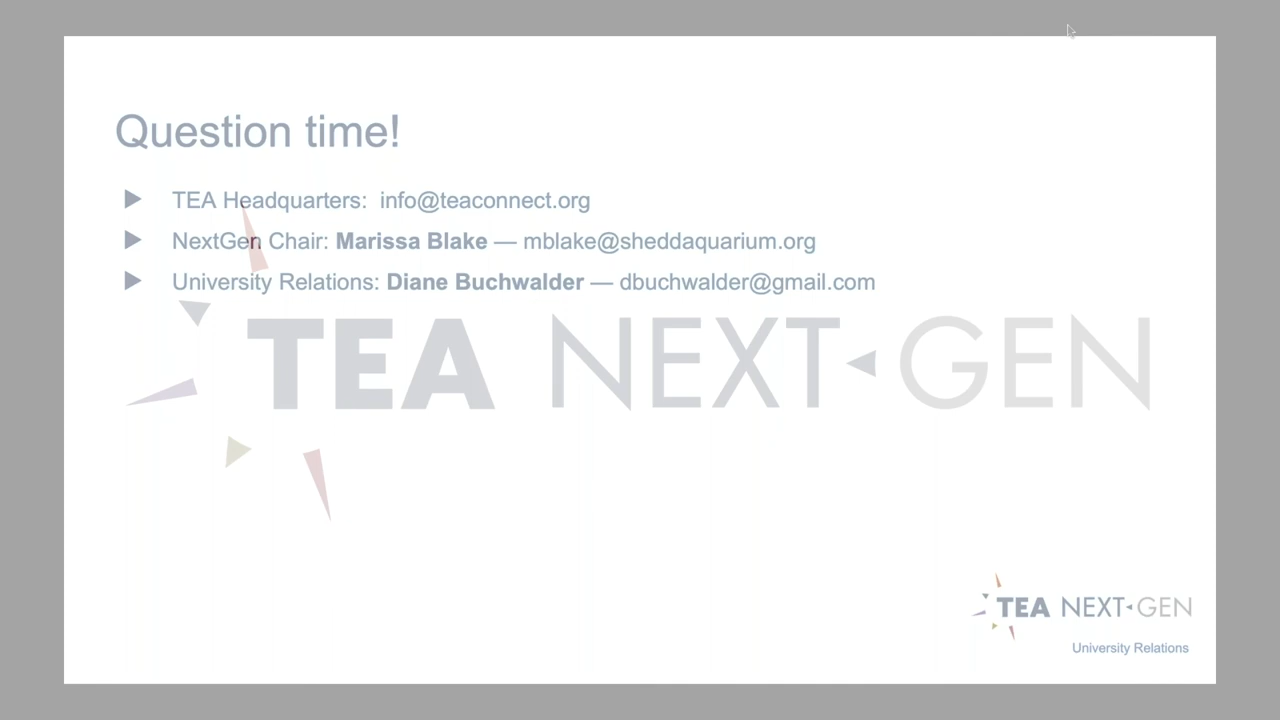 Question time!
TEA Headquarters: info@teaconnect.org
NextGen Chair: Marissa Blake — mblake@sheddaquarium.org
University Relations: Diane Buchwalder — dbuchwalder@gmail.com
TEA NEXT GEN
TEA NEXT GEN
University Relations